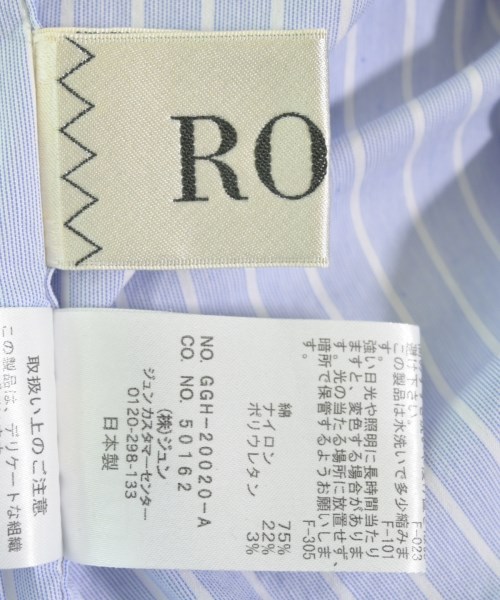 RO
避け下さい。
この製品は水洗いで多少縮みます。
F-023
F-101
強い日光や照明に長時間当たり
ますと、変色する場合がありま
す。光の当たる場所に放置せず、
暗所で保管するようお願いしま
す。
F-305
綿 75%
ナイロン 22%
ポリウレタン 3%
NO. GGH-20020-A
CO. NO. 50162
(株)ジュン
ジュンカスタマーセンター
0120-298-133
日本製
取扱い上のご注意
この製品は、デリケートな組織